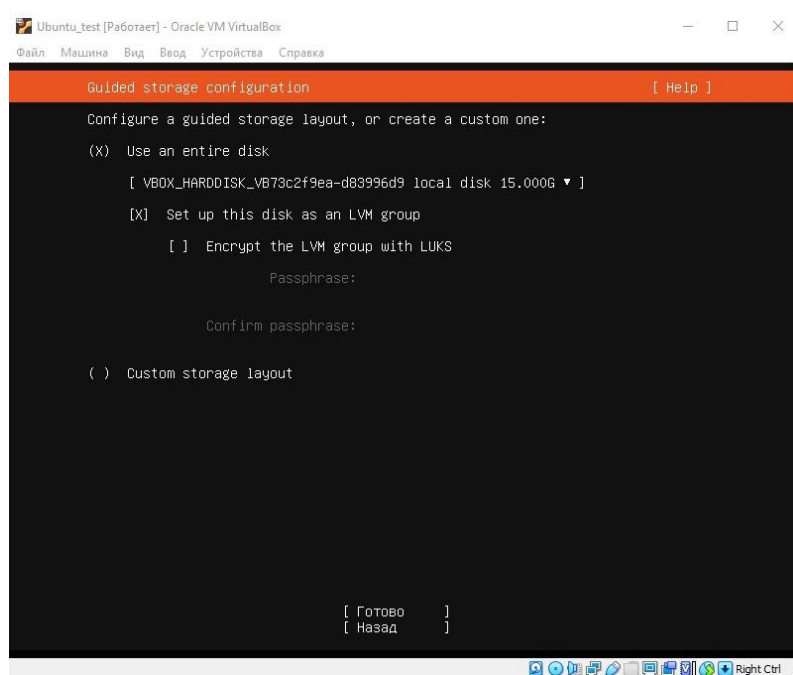 Ubuntu_test [Работает] - Oracle VM VirtualBox
Файл Машина Вид Ввод Устройства Справка
Guided storage configuration [ Help ]
Configure a guided storage layout, or create a custom one:
(X) Use an entire disk
[ VBOX_HARDDISK_VB73c2f9ea-d83996d9 local disk 15.000G ▼ ]
[X] Set up this disk as an LVM group
[ ] Encrypt the LVM group with LUKS
Passphrase:
Confirm passphrase:
( ) Custom storage layout
[ Готово ]
[ Назад ]
Right Ctrl